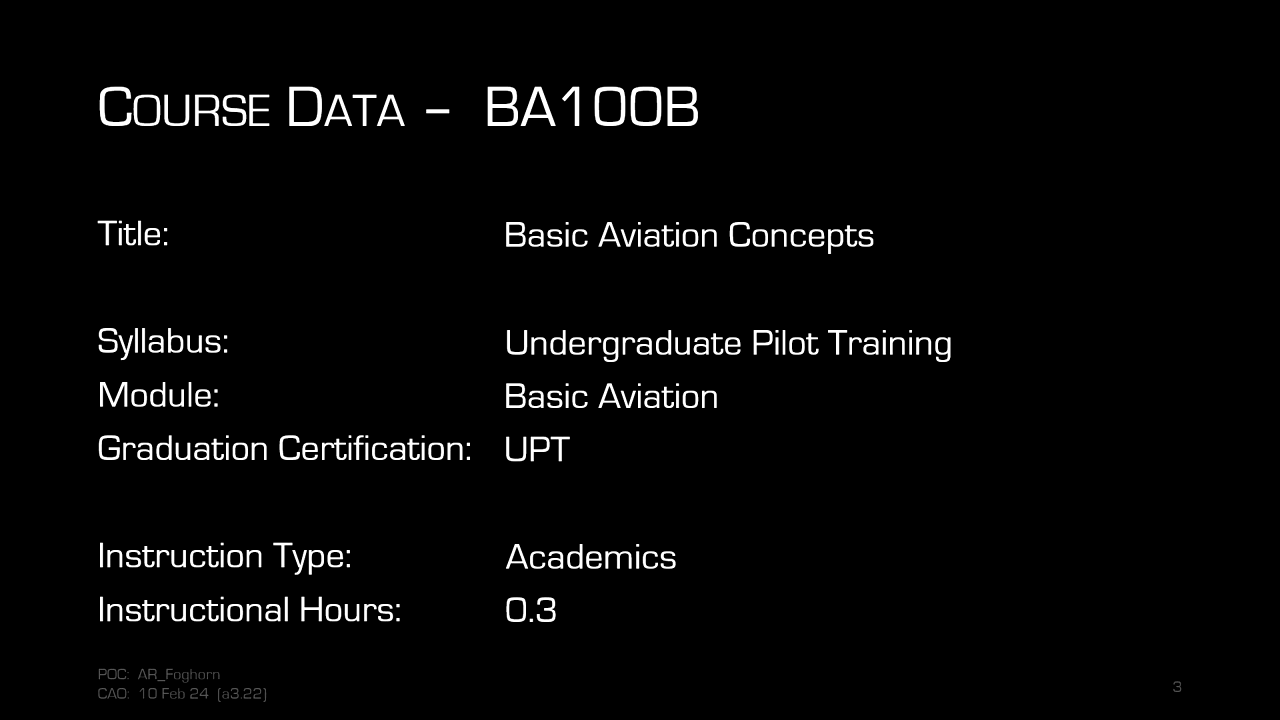 COURSE DATA – BA100B
Title: Basic Aviation Concepts
Syllabus: Undergraduate Pilot Training
Module: Basic Aviation
Graduation Certification: UPT
Instruction Type: Academics
Instructional Hours: 0.3
POC: AR_Foghorn
CAO: 10 Feb 24 (a3.22)
3